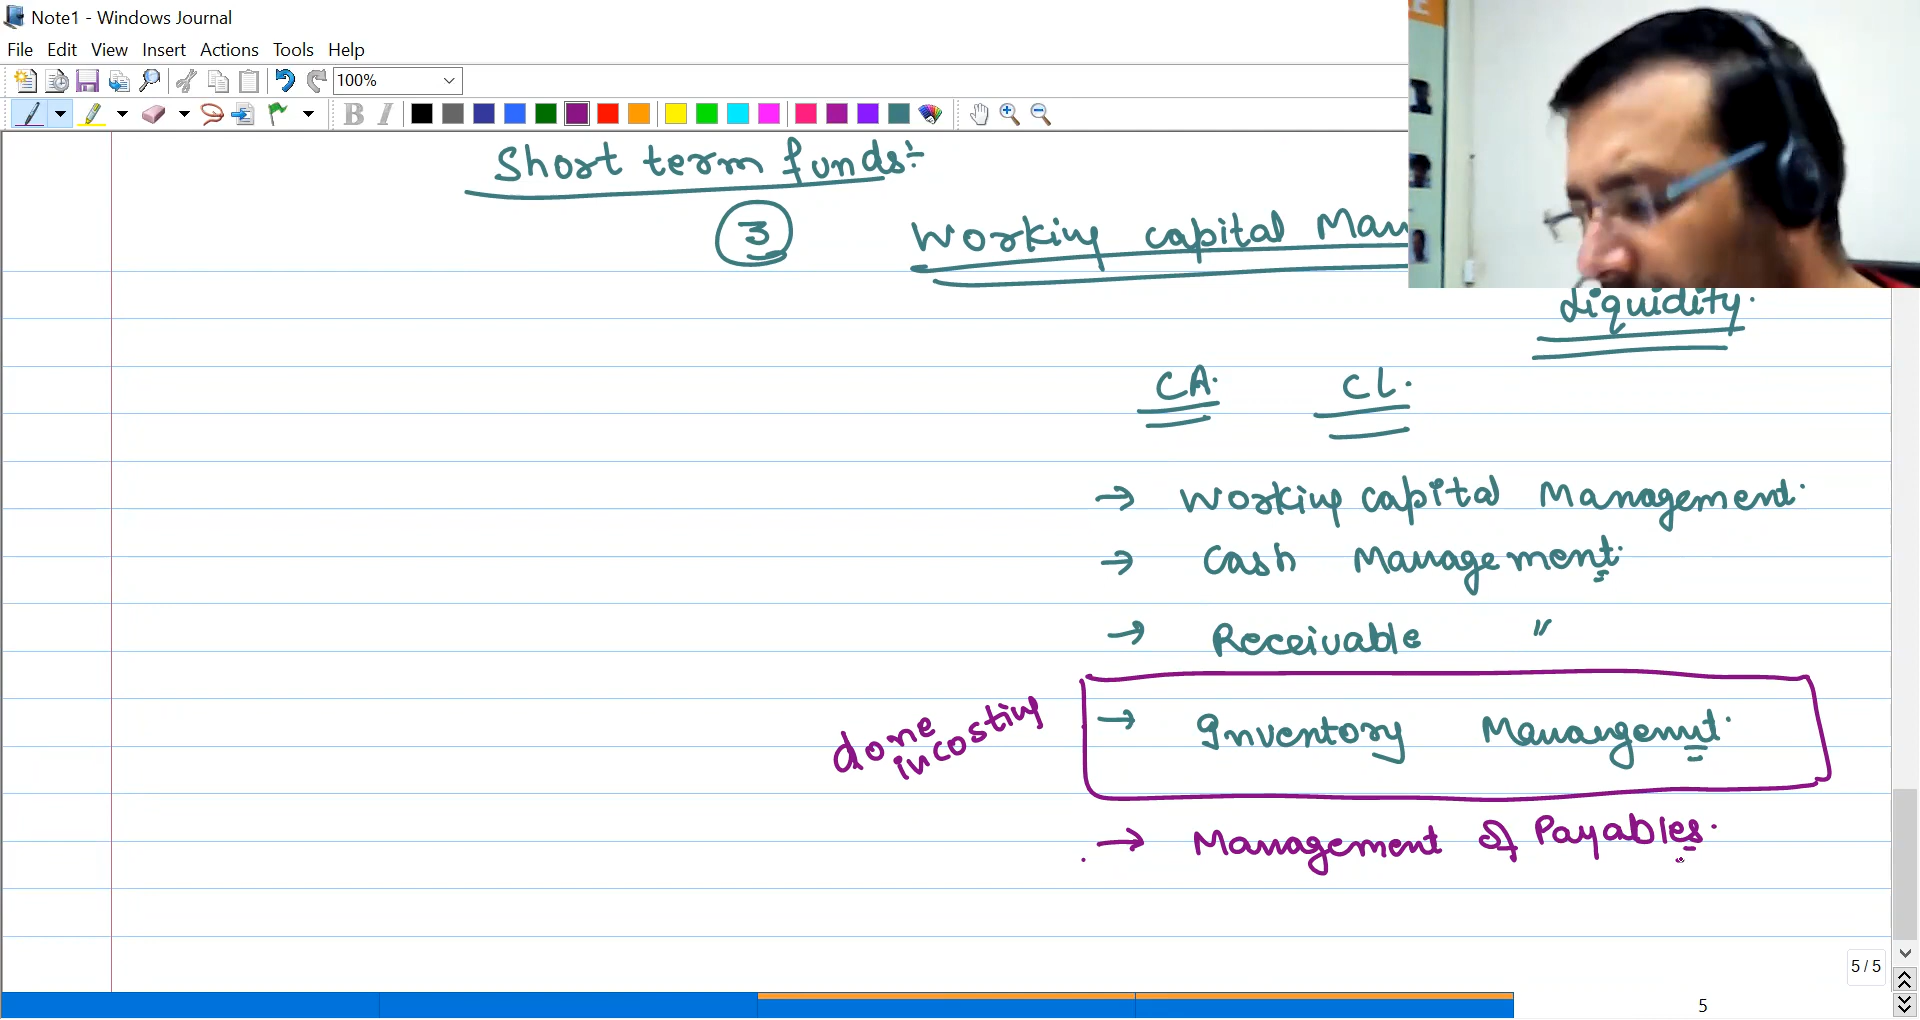 Note1 - Windows Journal
File Edit View Insert Actions Tools Help
100%
B I
Short term funds:-
3 Working capital Man
Liquidity.
CA. CL.
→ Working capital Management.
→ Cash Management.
→ Receivable "
done
in costing
→ Inventory Management.
→ Management of Payables.
5 / 5
5